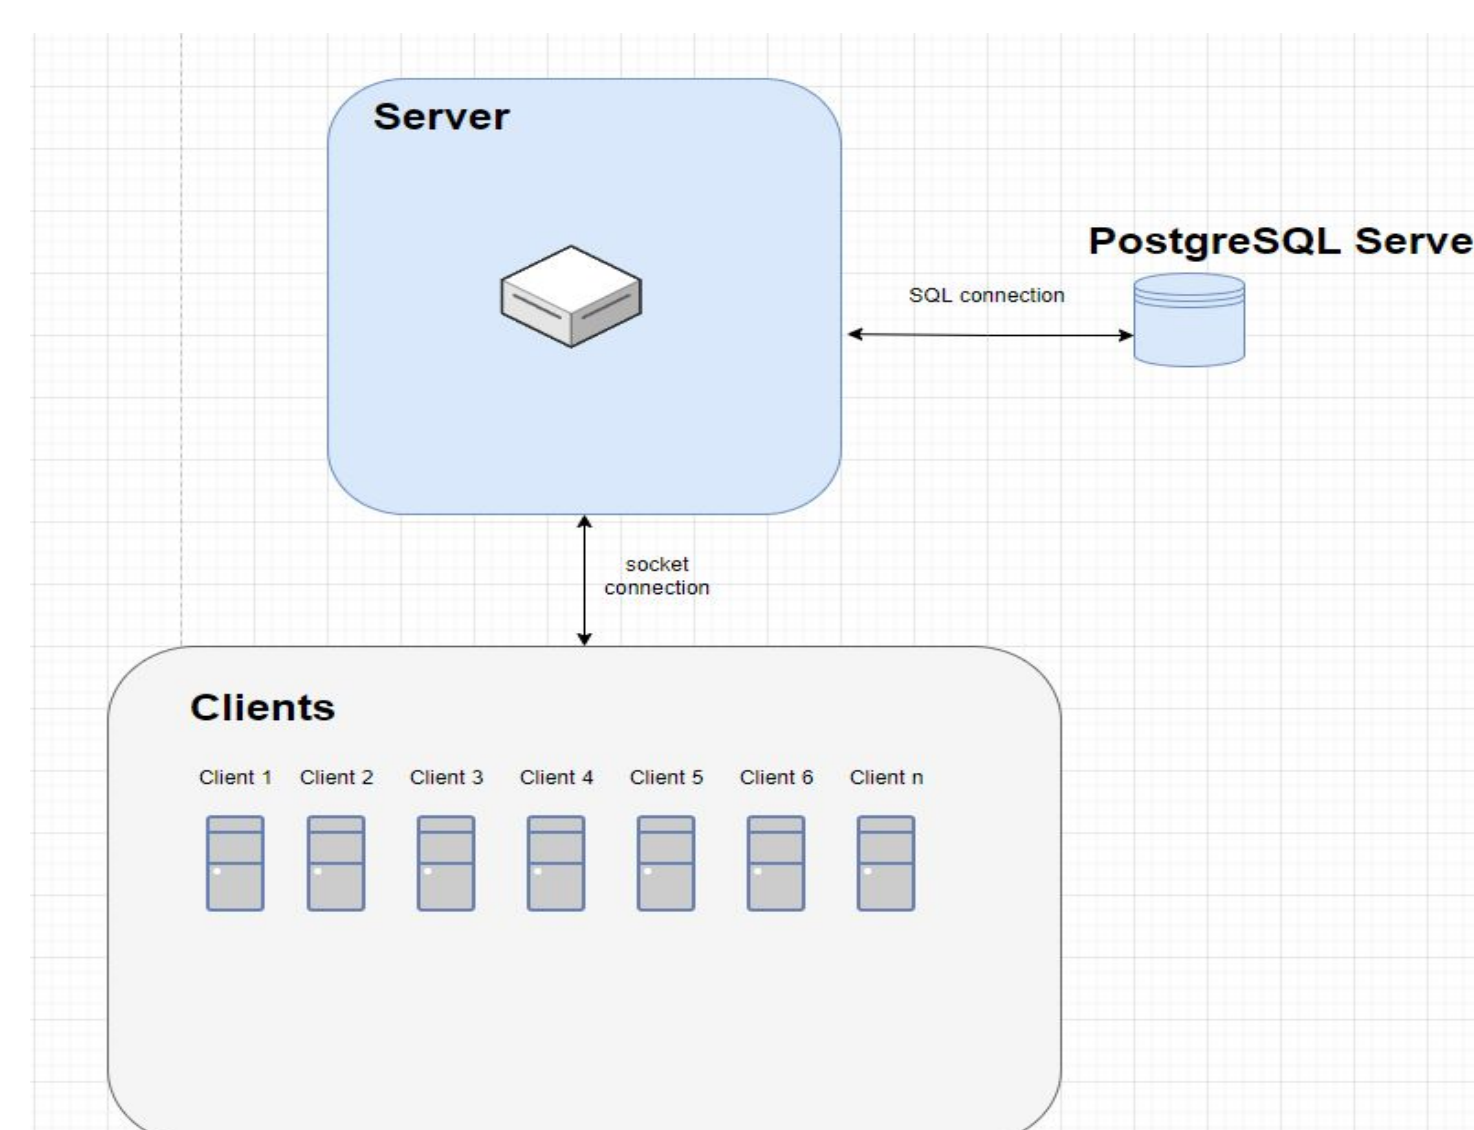 Server
PostgreSQL Serve
SQL connection
socket
connection
Clients
Client 1 Client 2 Client 3 Client 4 Client 5 Client 6 Client n